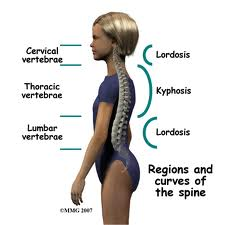 Cervical
vertebrae
Lordosis
Thoracic
vertebrae
Kyphosis
Lumbar
vertebrae
Lordosis
Regions and
curves of
the spine
©MMG 2007